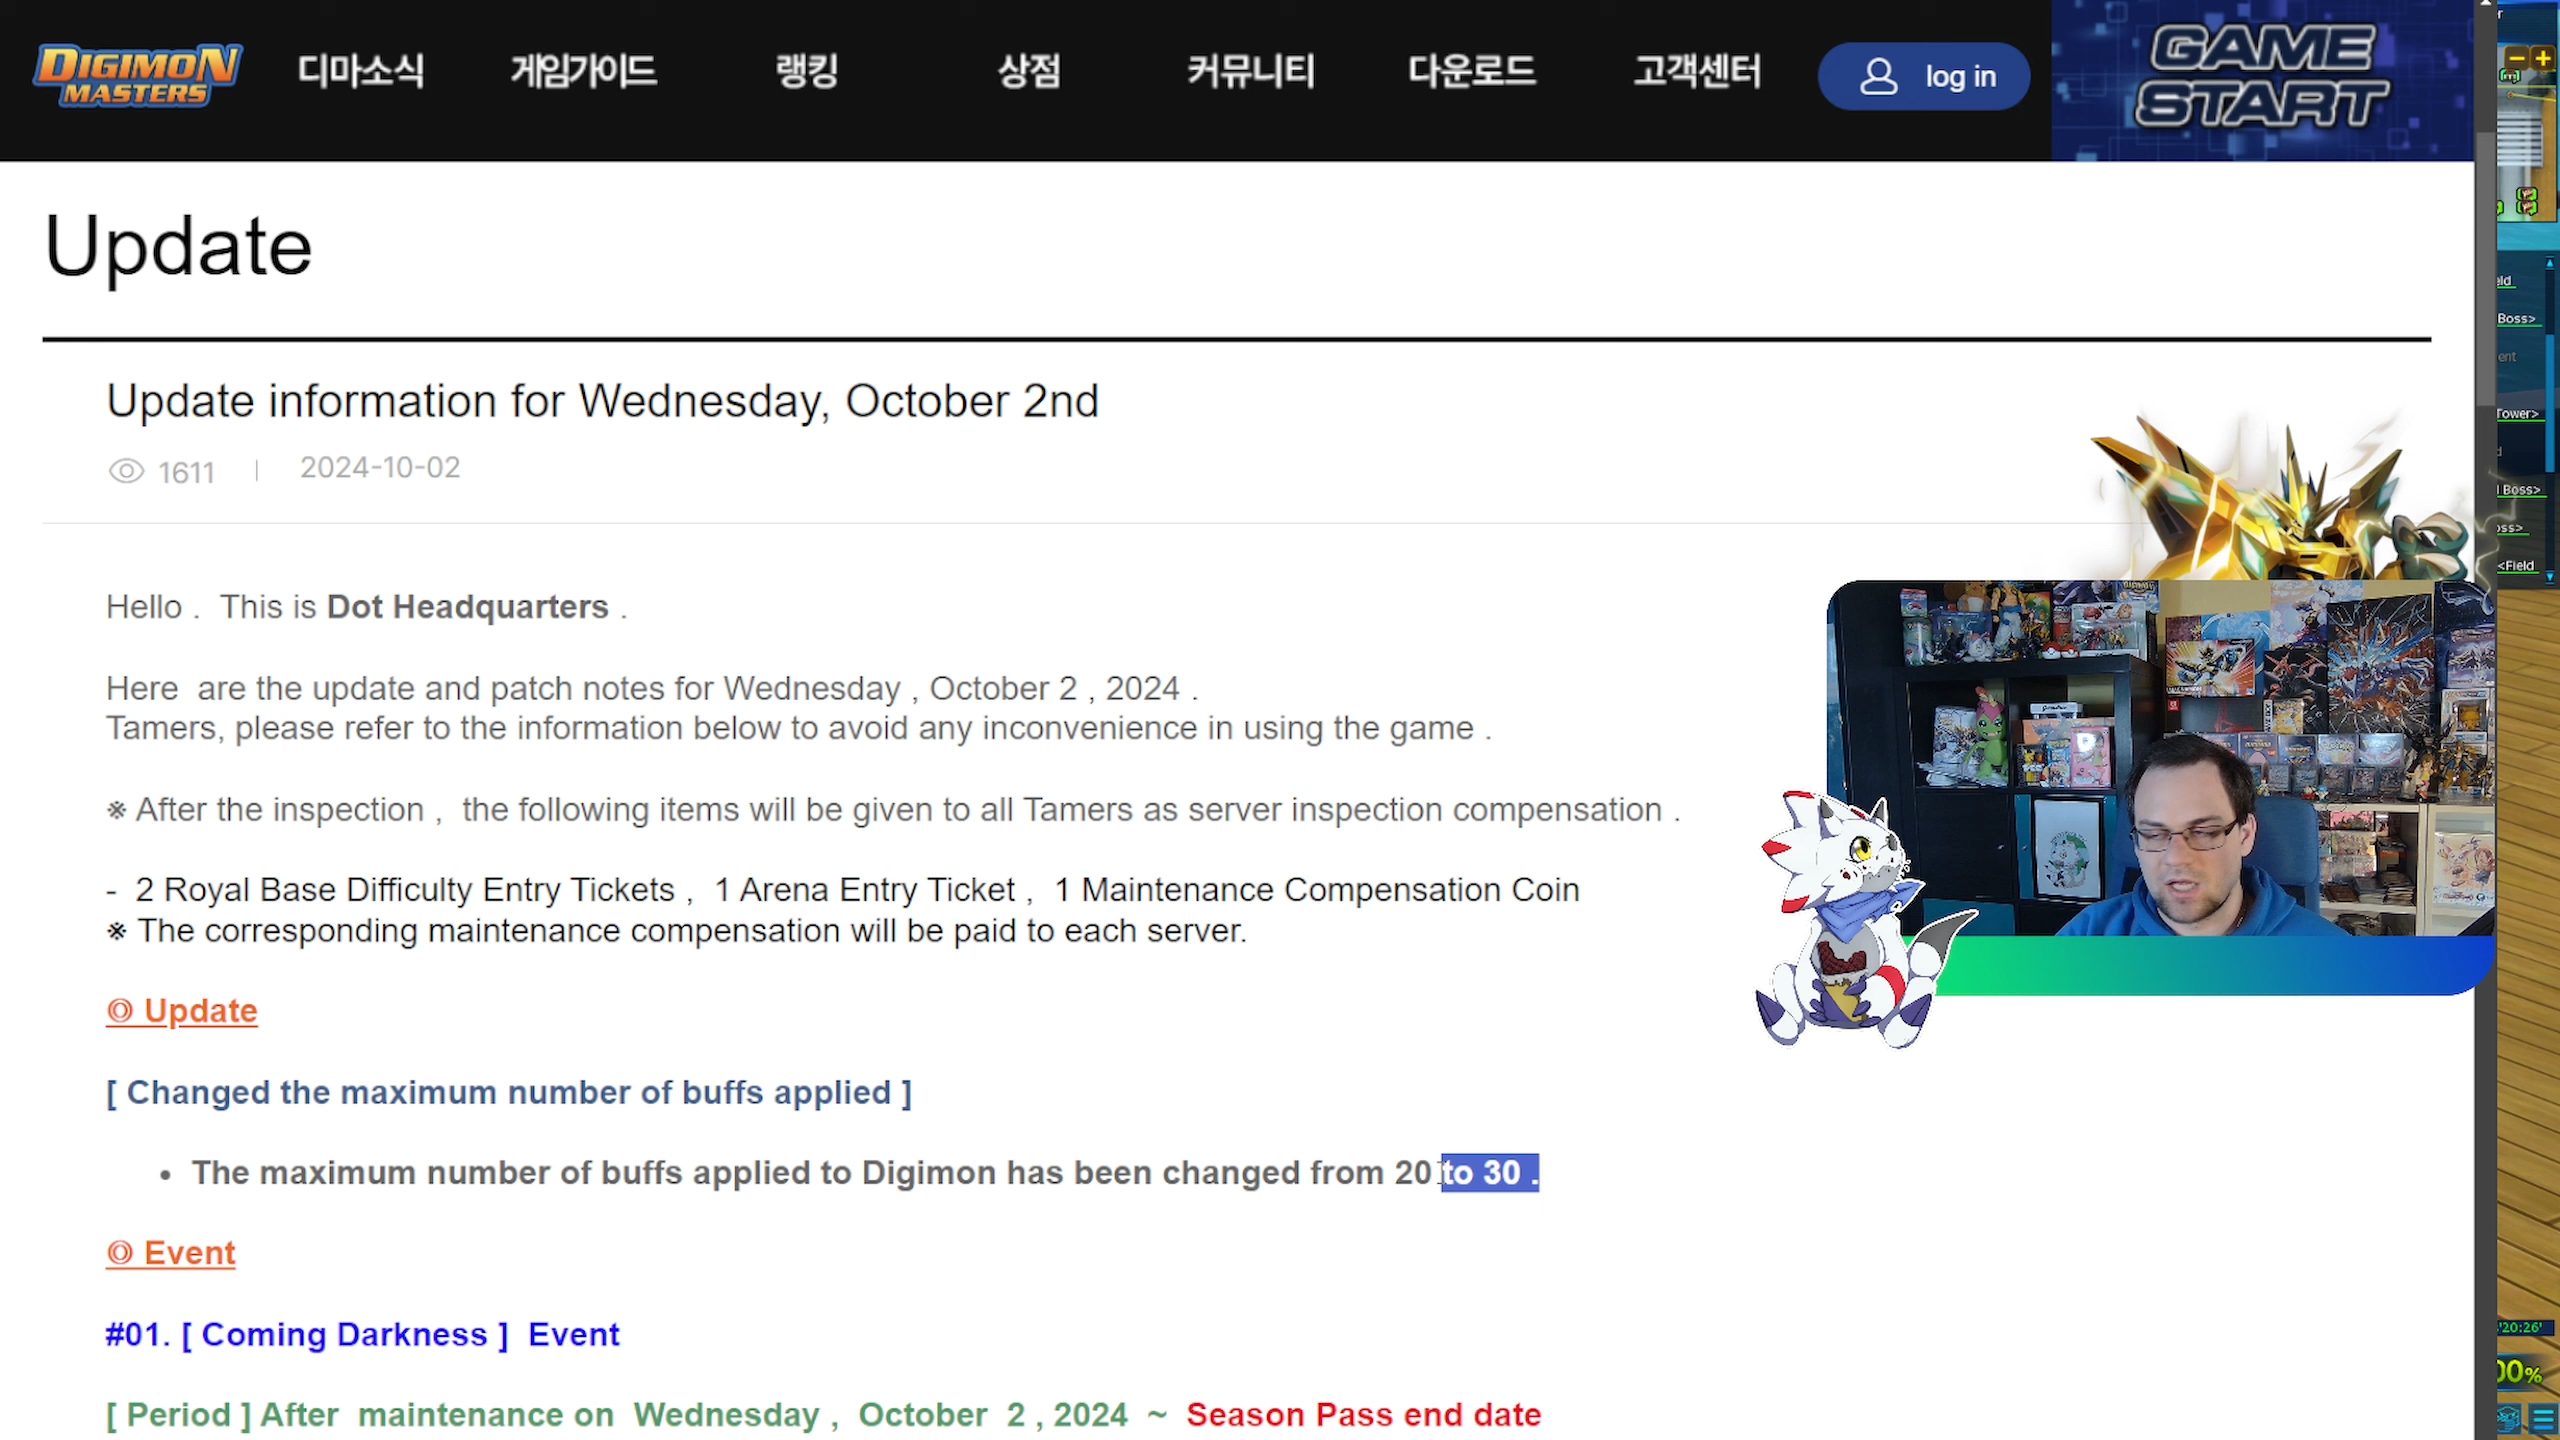 DIGIMON
MASTERS
디마소식 게임가이드 랭킹 상점 커뮤니티 다운로드 고객센터 log in
GAME
START
Update
Update information for Wednesday, October 2nd
1611 | 2024-10-02
Hello . This is Dot Headquarters .
Here are the update and patch notes for Wednesday , October 2 , 2024 .
Tamers, please refer to the information below to avoid any inconvenience in using the game .
※ After the inspection , the following items will be given to all Tamers as server inspection compensation .
- 2 Royal Base Difficulty Entry Tickets , 1 Arena Entry Ticket , 1 Maintenance Compensation Coin
※ The corresponding maintenance compensation will be paid to each server.
◎ Update
[ Changed the maximum number of buffs applied ]
• The maximum number of buffs applied to Digimon has been changed from 20 to 30 .
◎ Event
#01. [ Coming Darkness ] Event
[ Period ] After maintenance on Wednesday , October 2 , 2024 ~ Season Pass end date
Boss>
Tower>
Boss>
<Field
20:26'
00%